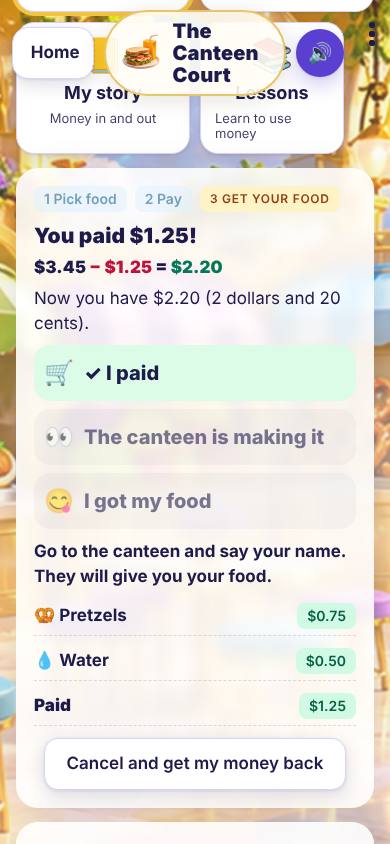 Home
The
Canteen
Court
My story
Lessons
Money in and out
Learn to use
money
1 Pick food
2 Pay
3 GET YOUR FOOD
You paid $1.25!
$3.45 – $1.25 = $2.20
Now you have $2.20 (2 dollars and 20
cents).
✓ I paid
The canteen is making it
I got my food
Go to the canteen and say your name.
They will give you your food.
Pretzels $0.75
Water $0.50
Paid $1.25
Cancel and get my money back